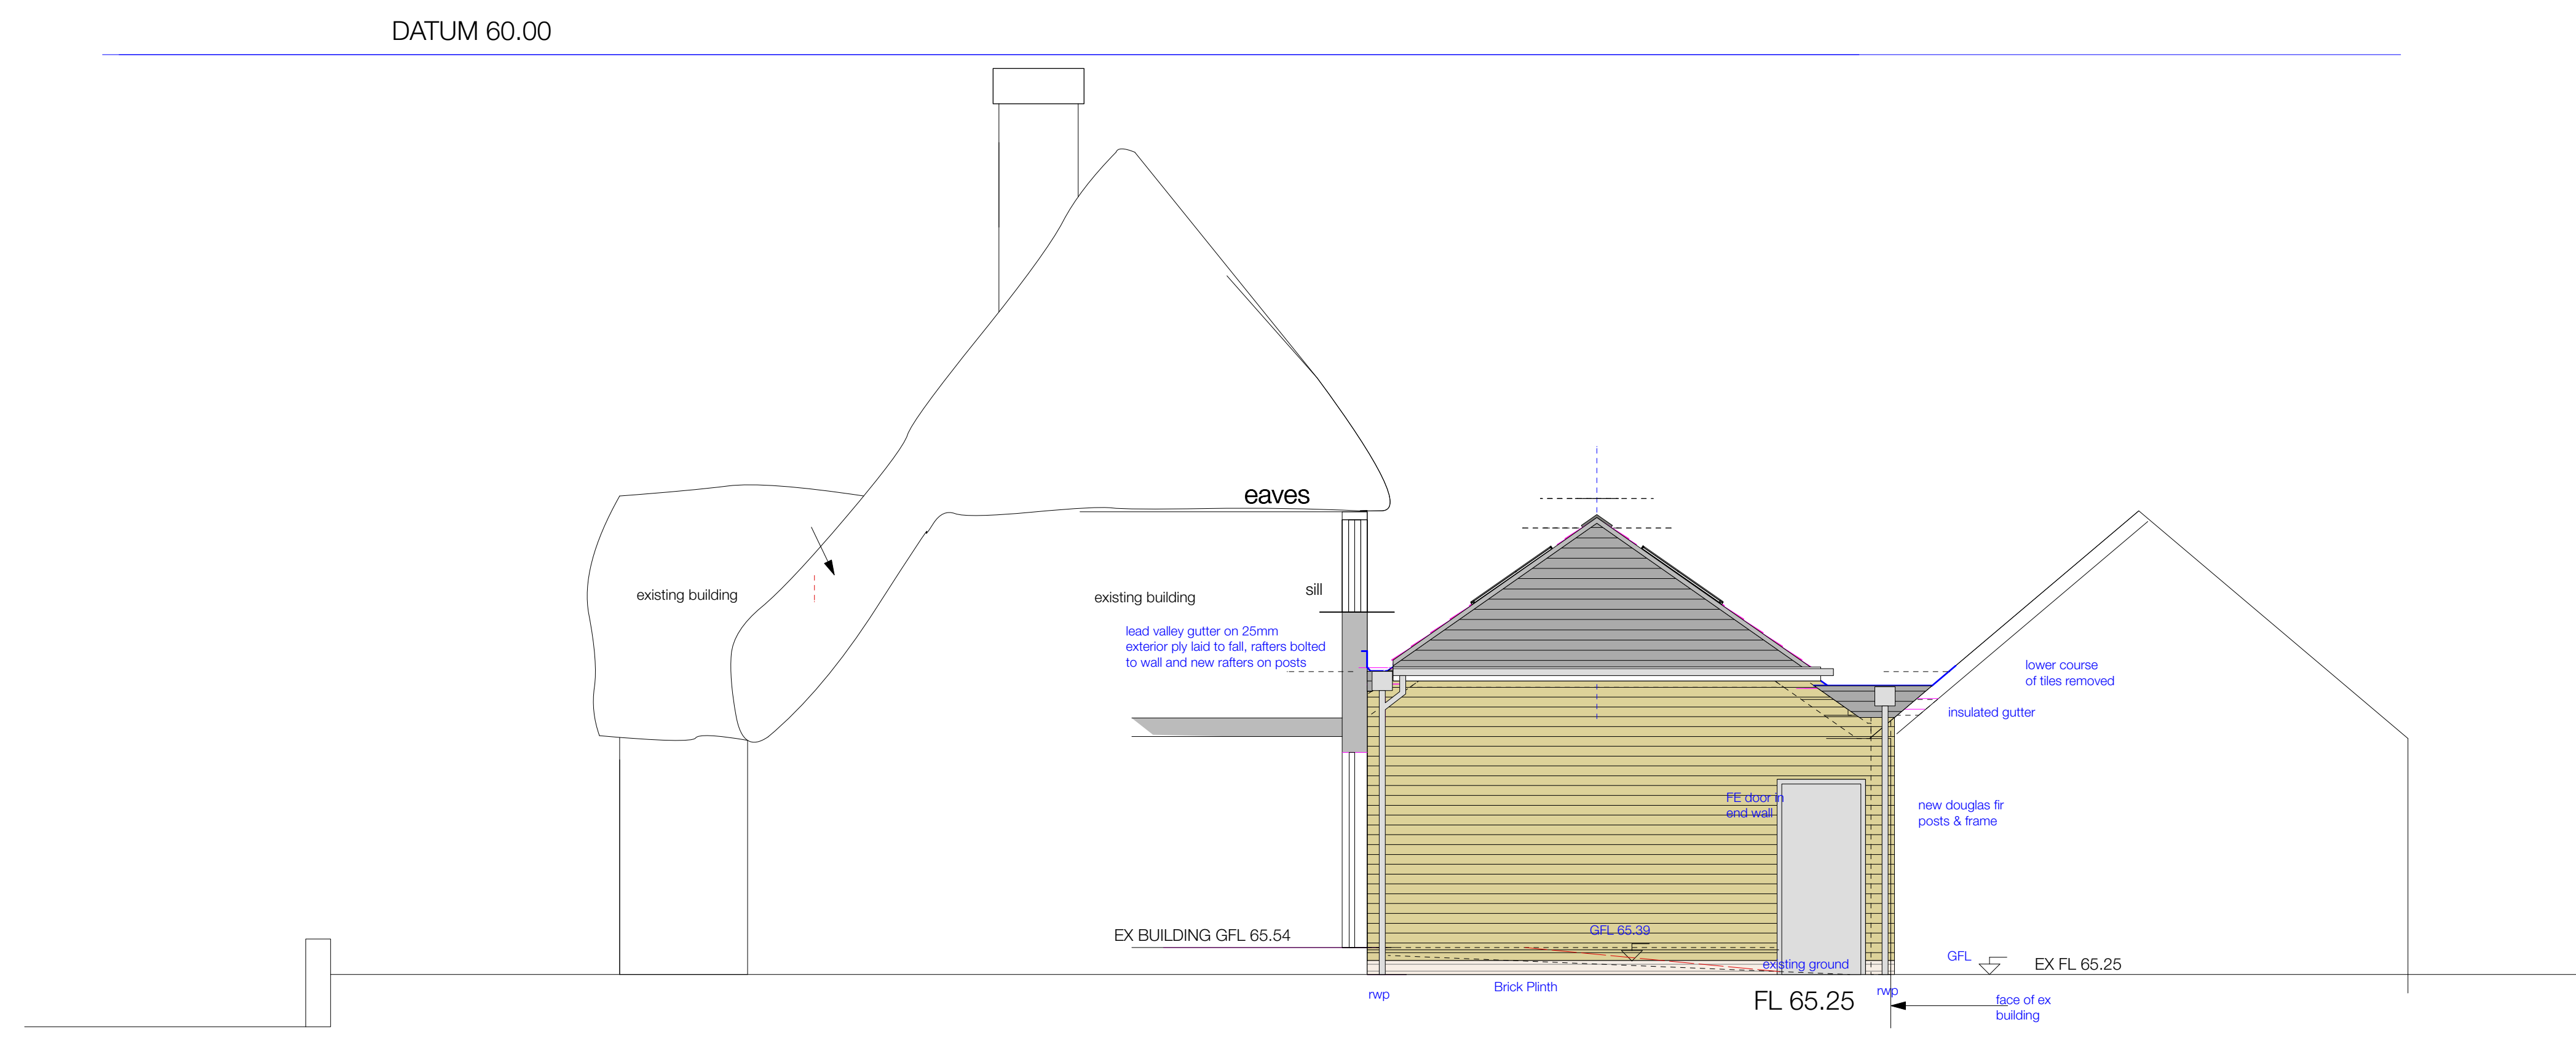 DATUM 60.00
eaves
existing building
existing building
sill
lead valley gutter on 25mm
exterior ply laid to fall, rafters bolted
to wall and new rafters on posts
lower course
of tiles removed
insulated gutter
FE door in
end wall
new douglas fir
posts & frame
EX BUILDING GFL 65.54
GFL 65.39
existing ground
GFL
EX FL 65.25
rwp
Brick Plinth
FL 65.25
rwp
face of ex
building